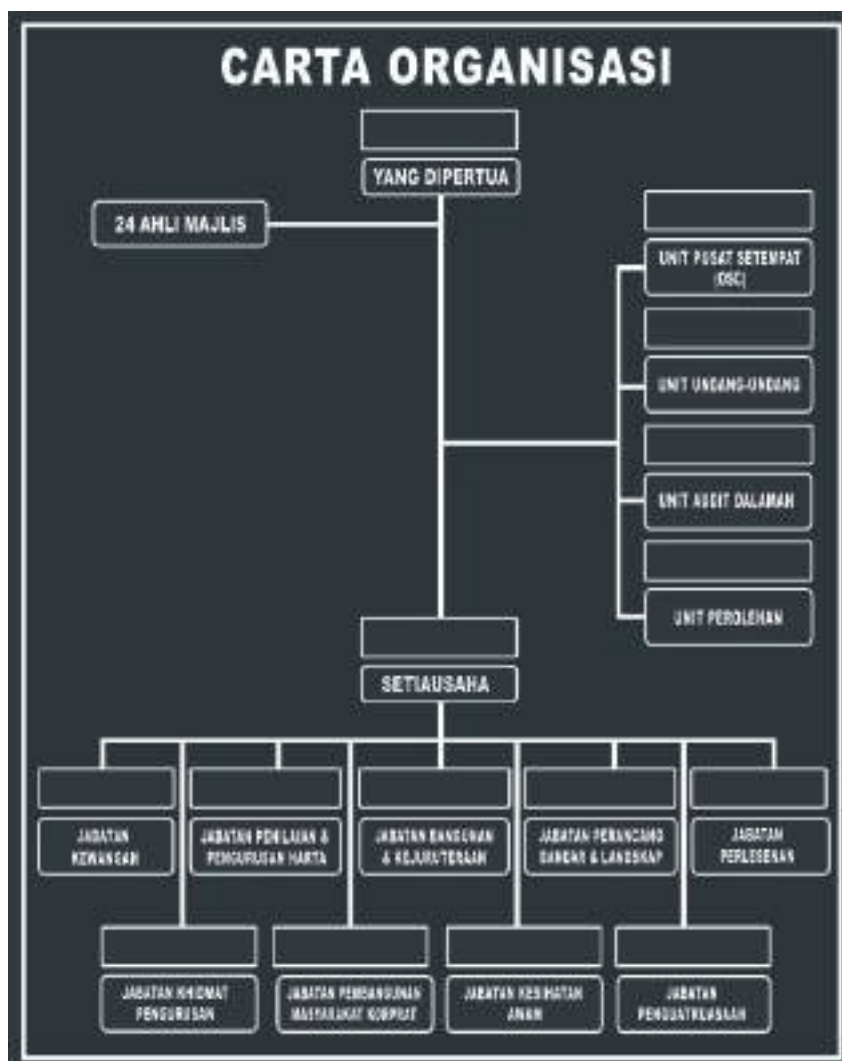 CARTA ORGANISASI
YANG DIPERTUA
24 AHLI MAJLIS
UNIT PUSAT SETEMPAT
(OSC)
UNIT UNDANG-UNDANG
UNIT AUDIT DALAMAN
UNIT PEROLEHAN
SETIAUSAHA
JABATAN
KEWANGAN
JABATAN PENILAIAN &
PENGURUSAN HARTA
JABATAN BANGUNAN
& KEJURUTERAAN
JABATAN PERANCANG
BANDAR & LANDSKAP
JABATAN
PERLESENAN
JABATAN KHIDMAT
PENGURUSAN
JABATAN PEMBANGUNAN
MASYARAKAT KORPRAT
JABATAN KESIHATAN
AWAM
JABATAN
PENGUATKUASAAN